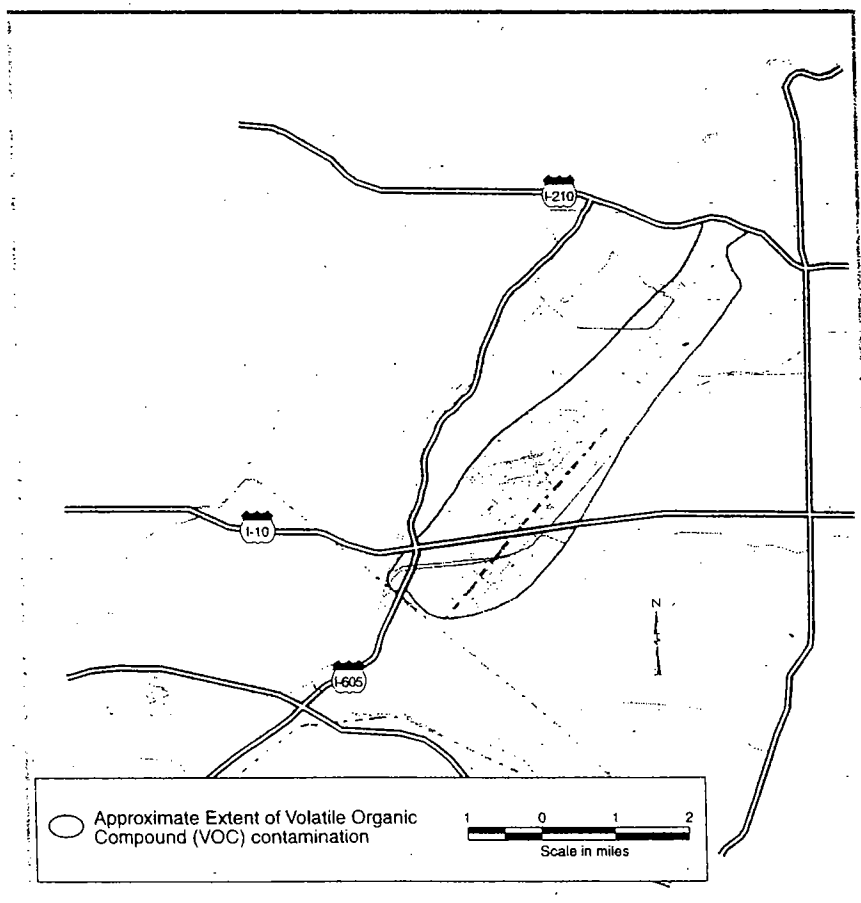 I-210
I-10
N
I-605
Approximate Extent of Volatile Organic
Compound (VOC) contamination
1 0 1 2
Scale in miles